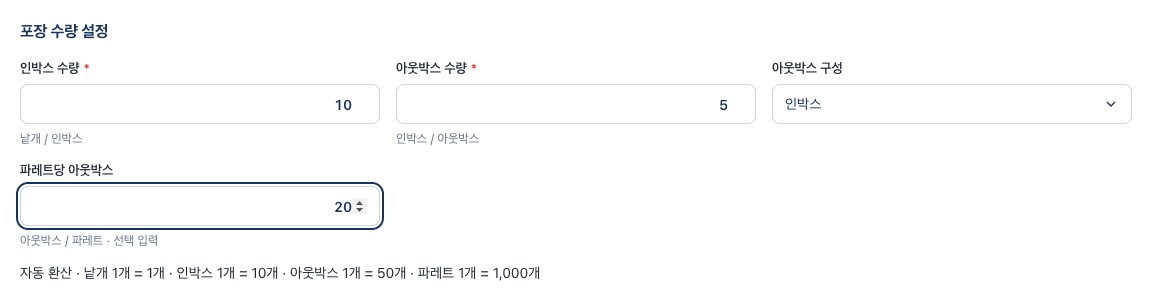 포장 수량 설정
인박스 수량 * 아웃박스 수량 * 아웃박스 구성
10 5 인박스
낱개 / 인박스 인박스 / 아웃박스
파레트당 아웃박스
20
아웃박스 / 파레트 · 선택 입력
자동 환산 · 낱개 1개 = 1개 · 인박스 1개 = 10개 · 아웃박스 1개 = 50개 · 파레트 1개 = 1,000개